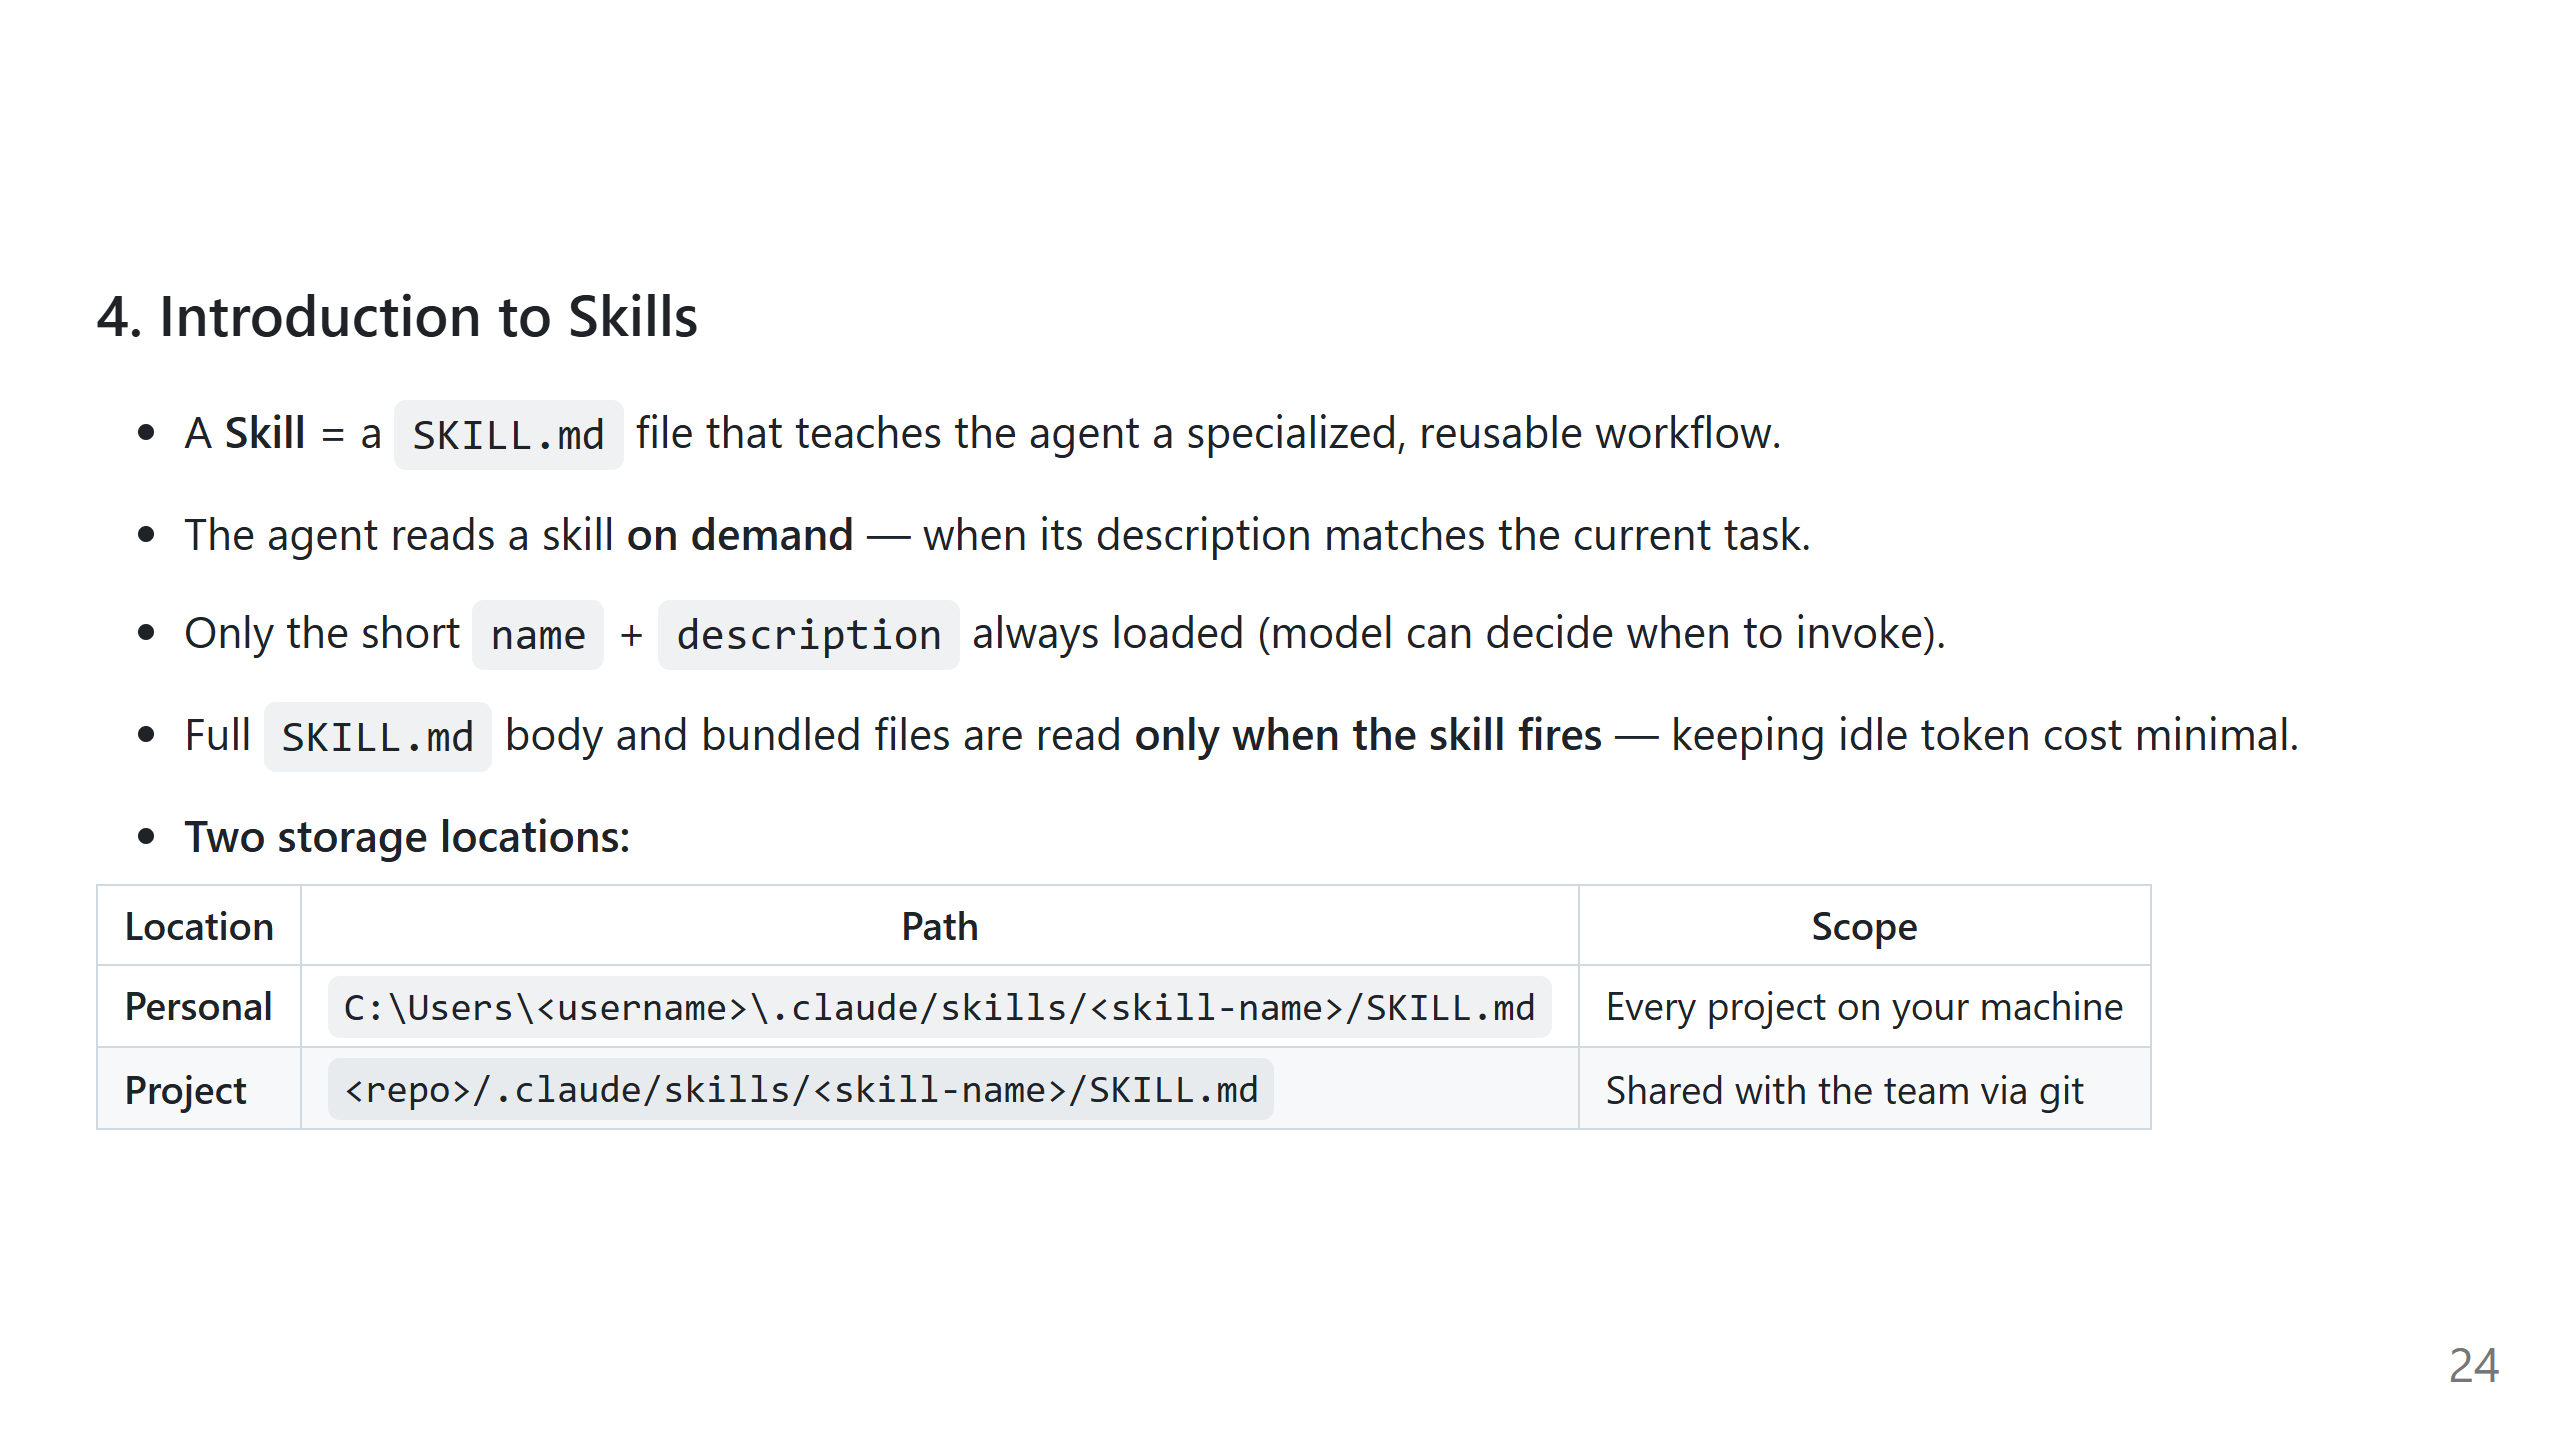 4. Introduction to Skills
A Skill = a SKILL.md file that teaches the agent a specialized, reusable workflow.
The agent reads a skill on demand — when its description matches the current task.
Only the short name + description always loaded (model can decide when to invoke).
Full SKILL.md body and bundled files are read only when the skill fires — keeping idle token cost minimal.
Two storage locations:
Location Path Scope
Personal C:\Users\<username>\.claude/skills/<skill-name>/SKILL.md Every project on your machine
Project <repo>/.claude/skills/<skill-name>/SKILL.md Shared with the team via git
24